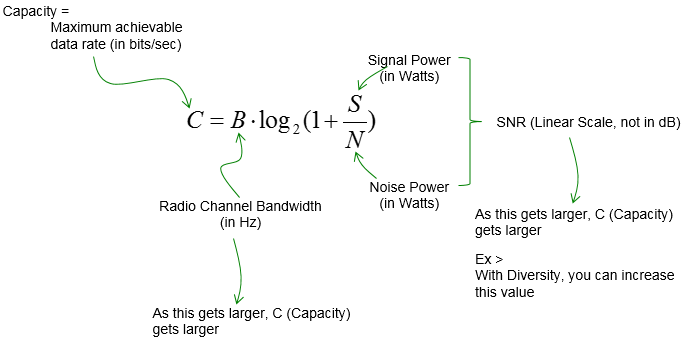 Capacity =
Maximum achievable
data rate (in bits/sec)
Signal Power
(in Watts)
C = B · log₂(1 + S/N)
SNR (Linear Scale, not in dB)
Noise Power
(in Watts)
Radio Channel Bandwidth
(in Hz)
As this gets larger, C (Capacity)
gets larger
Ex >
With Diversity, you can increase
this value
As this gets larger, C (Capacity)
gets larger